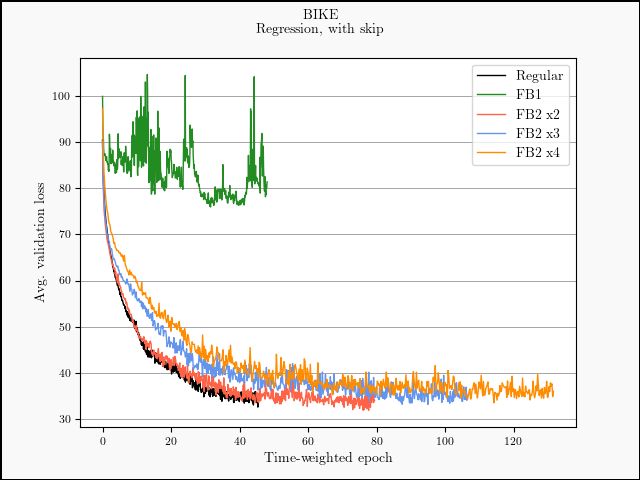 BIKE
Regression, with skip
Regular
FB1
FB2 x2
FB2 x3
FB2 x4
Avg. validation loss
100
90
80
70
60
50
40
30
0 20 40 60 80 100 120
Time-weighted epoch